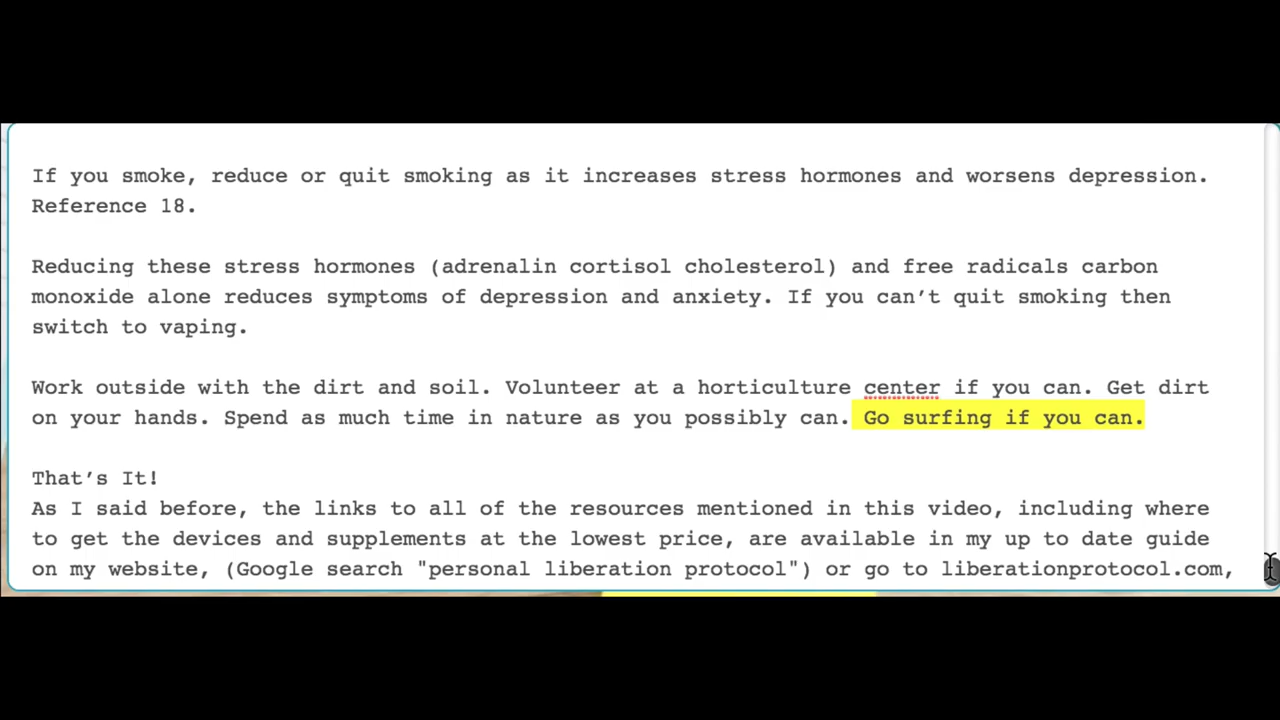 If you smoke, reduce or quit smoking as it increases stress hormones and worsens depression.
Reference 18.
Reducing these stress hormones (adrenalin cortisol cholesterol) and free radicals carbon
monoxide alone reduces symptoms of depression and anxiety. If you can’t quit smoking then
switch to vaping.
Work outside with the dirt and soil. Volunteer at a horticulture center if you can. Get dirt
on your hands. Spend as much time in nature as you possibly can. Go surfing if you can.
That’s It!
As I said before, the links to all of the resources mentioned in this video, including where
to get the devices and supplements at the lowest price, are available in my up to date guide
on my website, (Google search "personal liberation protocol") or go to liberationprotocol.com,